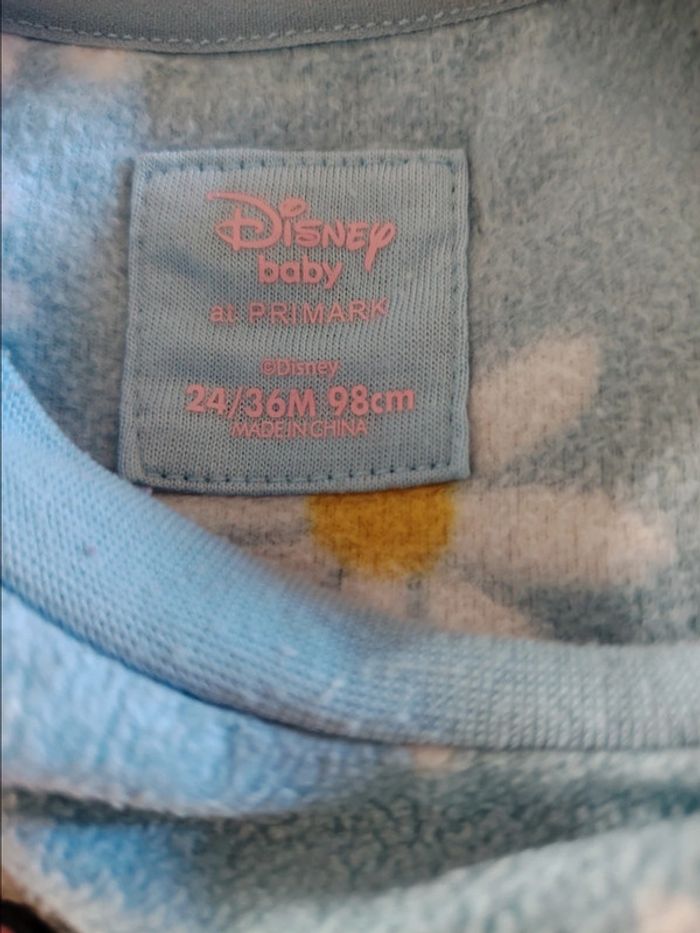 Disney
baby
at PRIMARK
©Disney
24/36M 98cm
MADE IN CHINA